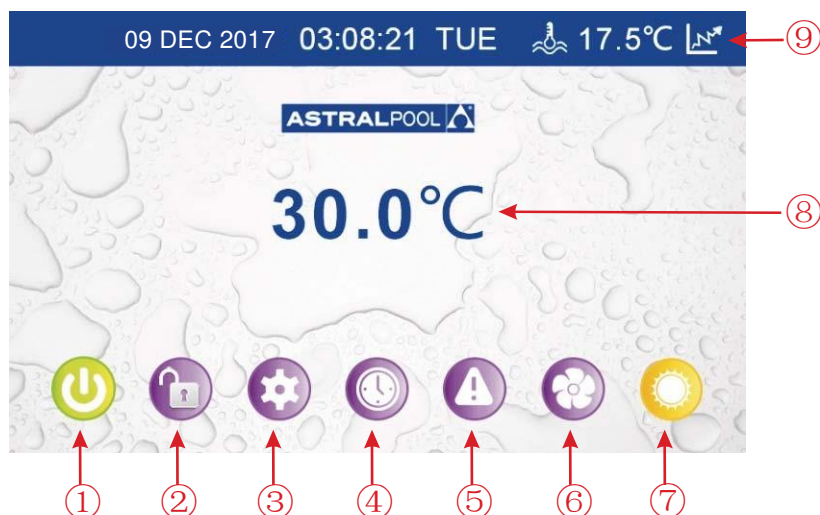 09 DEC 2017 03:08:21 TUE 17.5℃ ⑨
ASTRALPOOL
30.0℃ ⑧
① ② ③ ④ ⑤ ⑥ ⑦